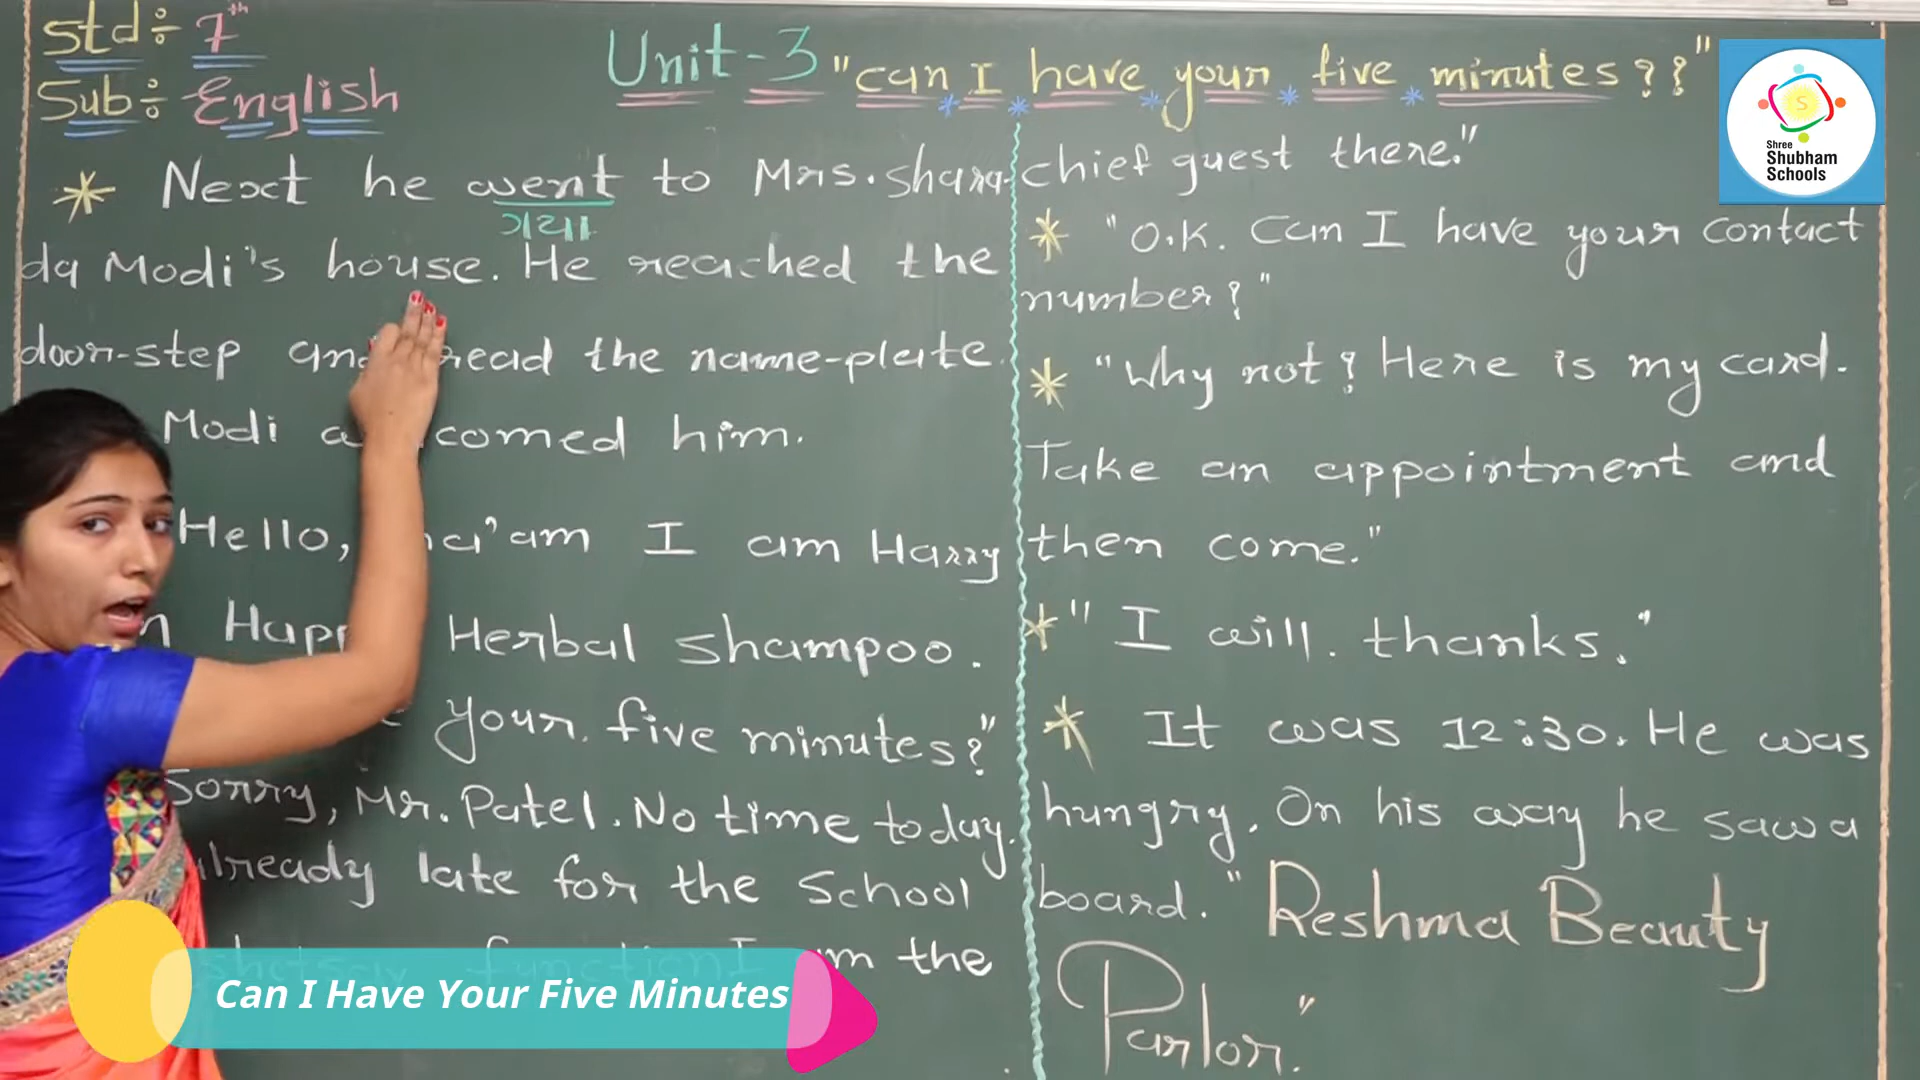 Std÷ 7th
Sub÷ English
Unit-3 "can I have your five minutes??"
Next he went to Mrs. Shara-
ગયા
da Modi's house. He reached the
door-step and read the name-plate.
Modi comed him.
Hello, ma'am I am Harry
Herbal shampoo.
your five minutes?"
Sorry, Mr. Patel. No time today.
already late for the School
function I am the
chief guest there."
"O.K. Can I have your contact
number?"
"Why not? Here is my card.
Take an appointment and
then come."
" I will. thanks."
It was 12:30. He was
hungry. On his way he saw a
board. "Reshma Beauty
Parlor."
S
Shree
Shubham
Schools
Can I Have Your Five Minutes